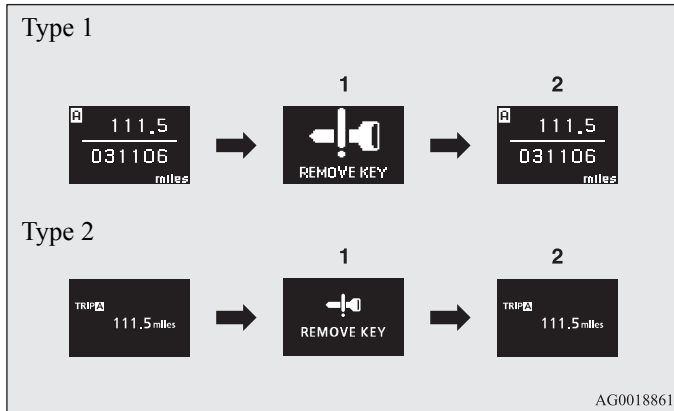 Type 1
1
2
A
111.5
031106
miles
REMOVE KEY
A
111.5
031106
miles
Type 2
1
2
TRIP A
111.5 miles
REMOVE KEY
TRIP A
111.5 miles
AG0018861